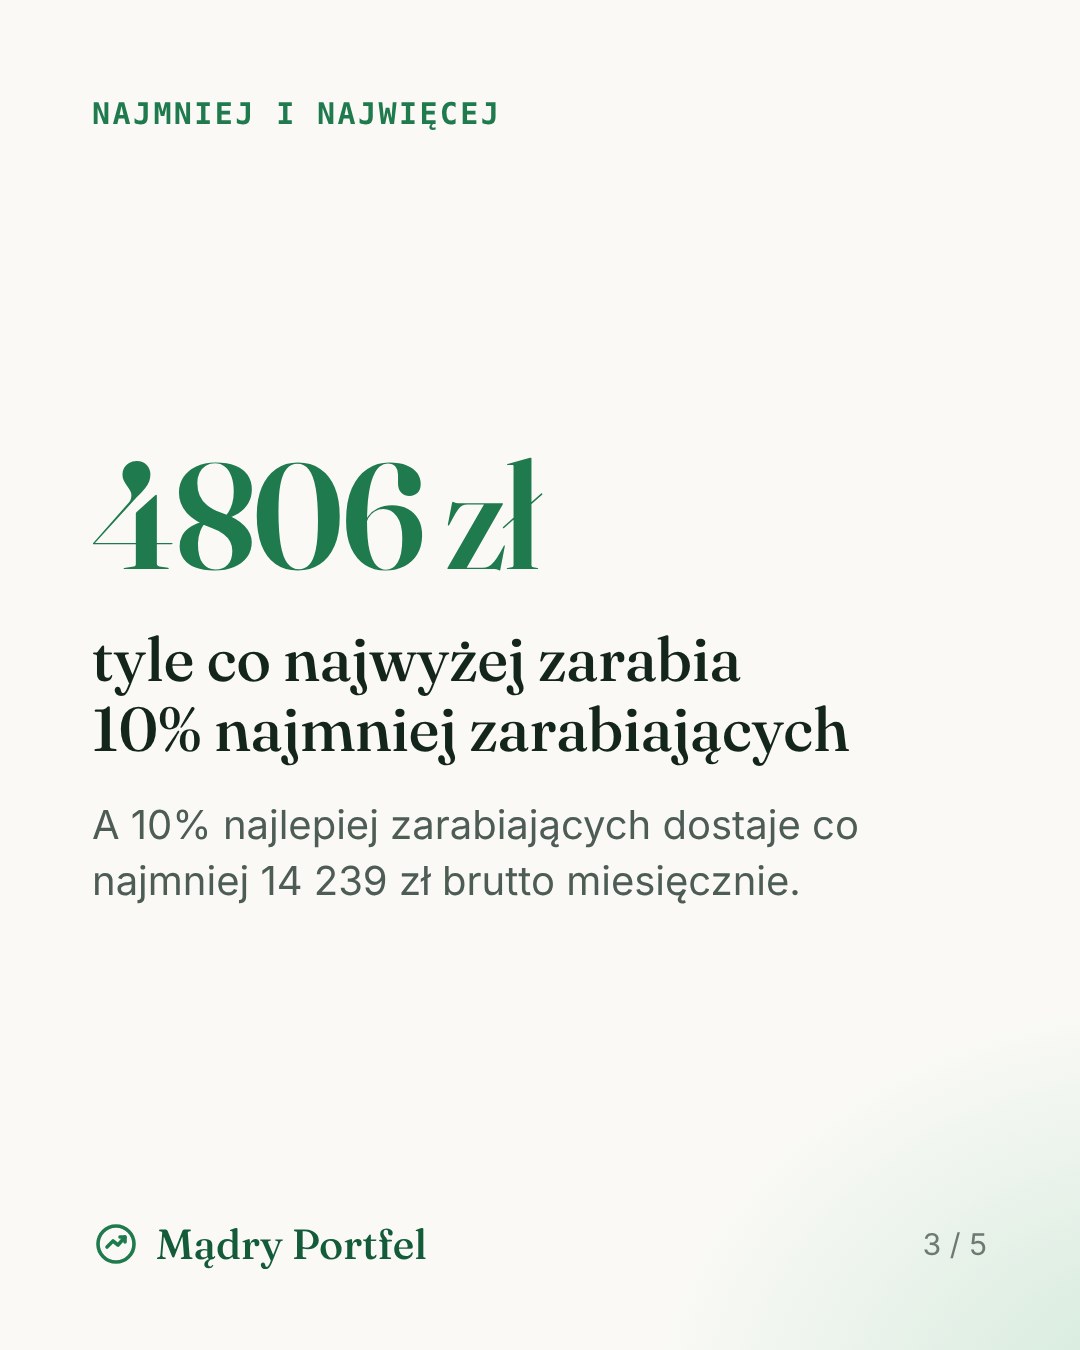 NAJMNIEJ I NAJWIĘCEJ
4806 zł
tyle co najwyżej zarabia
10% najmniej zarabiających
A 10% najlepiej zarabiających dostaje co
najmniej 14 239 zł brutto miesięcznie.
Mądry Portfel
3 / 5